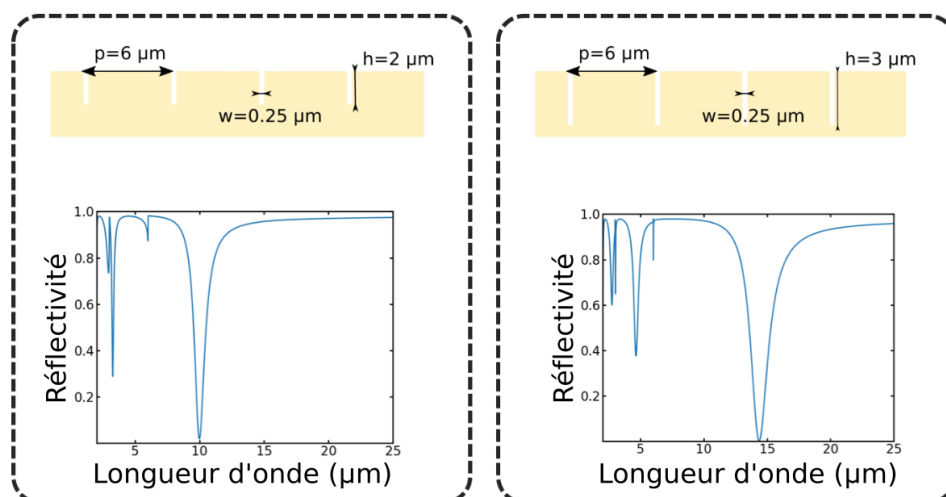 p=6 µm
h=2 µm
w=0.25 µm
1.0
0.8
0.6
0.4
0.2
5
10
15
20
25
Réflectivité
Longueur d'onde (µm)
p=6 µm
h=3 µm
w=0.25 µm
1.0
0.8
0.6
0.4
0.2
5
10
15
20
25
Réflectivité
Longueur d'onde (µm)